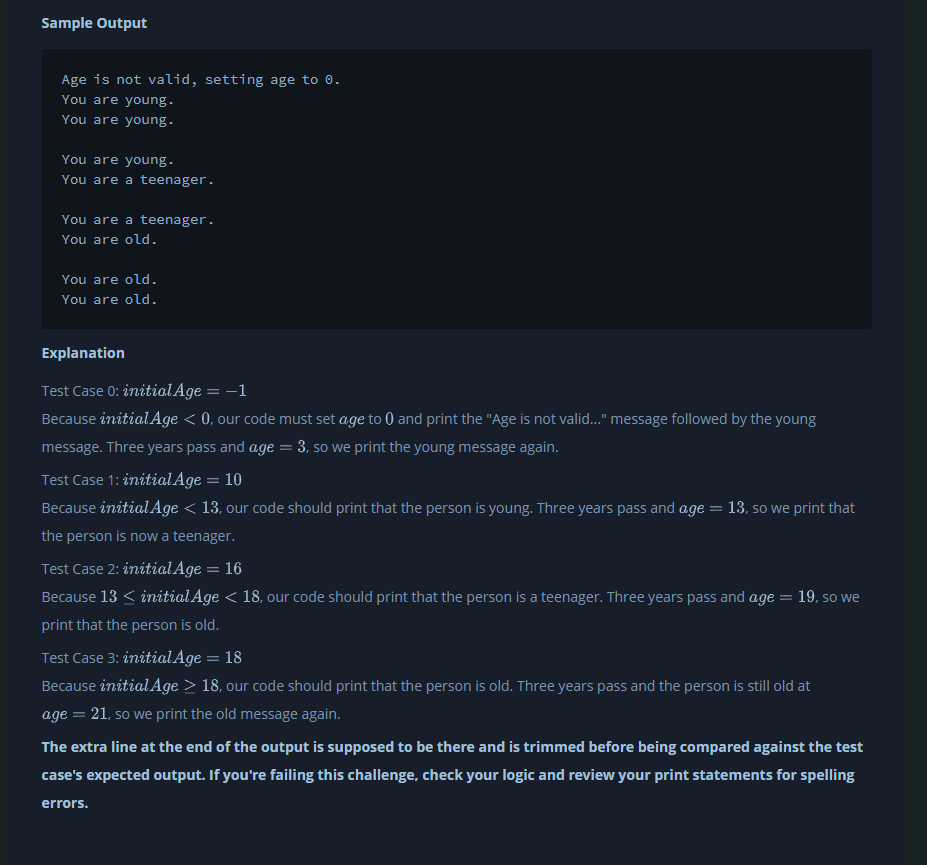 Sample Output
Age is not valid, setting age to 0.
You are young.
You are young.
You are young.
You are a teenager.
You are a teenager.
You are old.
You are old.
You are old.
Explanation
Test Case 0: initialAge = −1
Because initialAge < 0, our code must set age to 0 and print the "Age is not valid..." message followed by the young
message. Three years pass and age = 3, so we print the young message again.
Test Case 1: initialAge = 10
Because initialAge < 13, our code should print that the person is young. Three years pass and age = 13, so we print that
the person is now a teenager.
Test Case 2: initialAge = 16
Because 13 ≤ initialAge < 18, our code should print that the person is a teenager. Three years pass and age = 19, so we
print that the person is old.
Test Case 3: initialAge = 18
Because initialAge ≥ 18, our code should print that the person is old. Three years pass and the person is still old at
age = 21, so we print the old message again.
The extra line at the end of the output is supposed to be there and is trimmed before being compared against the test
case's expected output. If you're failing this challenge, check your logic and review your print statements for spelling
errors.